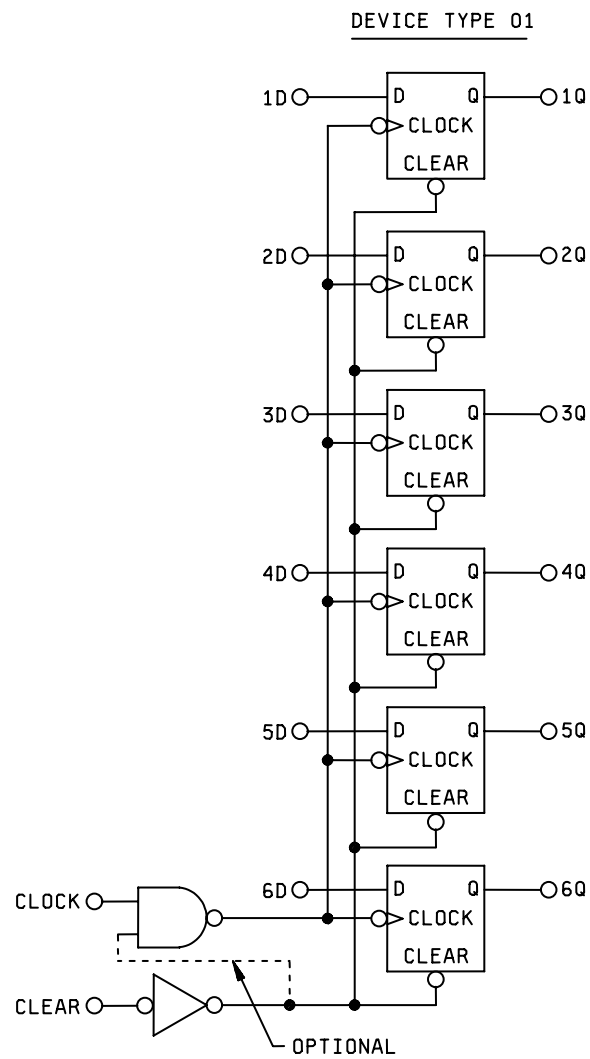 DEVICE TYPE 01
1D D Q 1Q
CLOCK
CLEAR
2D D Q 2Q
CLOCK
CLEAR
3D D Q 3Q
CLOCK
CLEAR
4D D Q 4Q
CLOCK
CLEAR
5D D Q 5Q
CLOCK
CLEAR
6D D Q 6Q
CLOCK
CLOCK
CLEAR
CLEAR
OPTIONAL